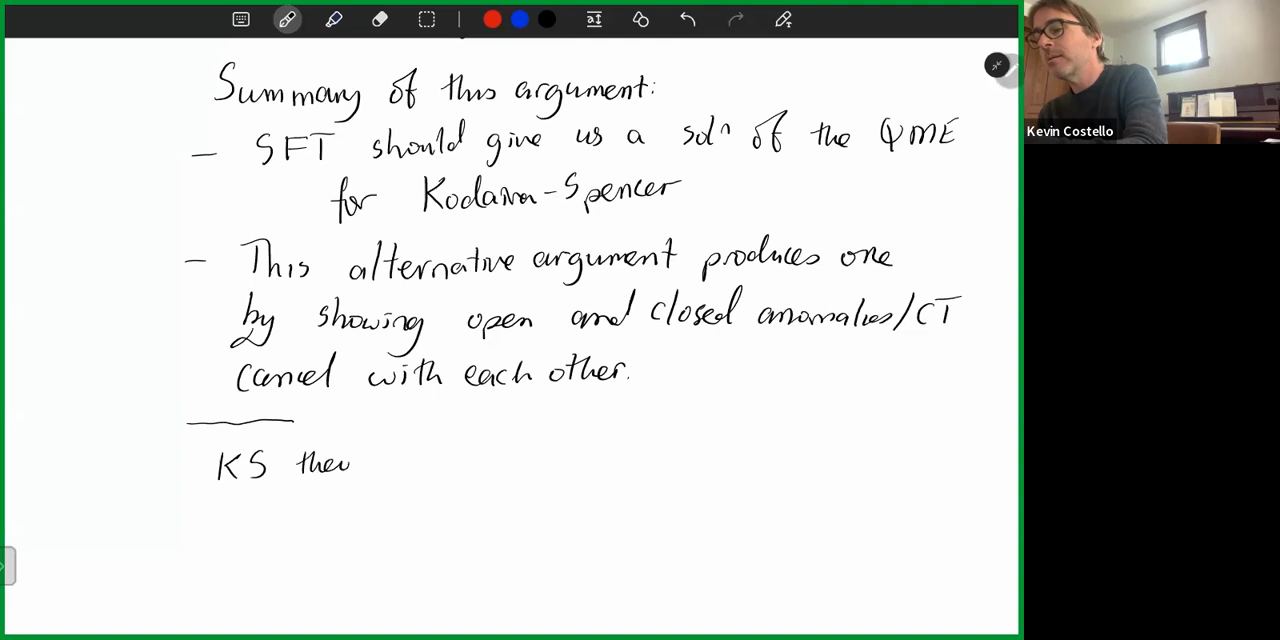 Summary of this argument:
- SFT should give us a solⁿ of the QME
for Kodaira-Spencer
- This alternative argument produces one
by showing open and closed anomalies/CT
cancel with each other.
KS theo
Kevin Costello